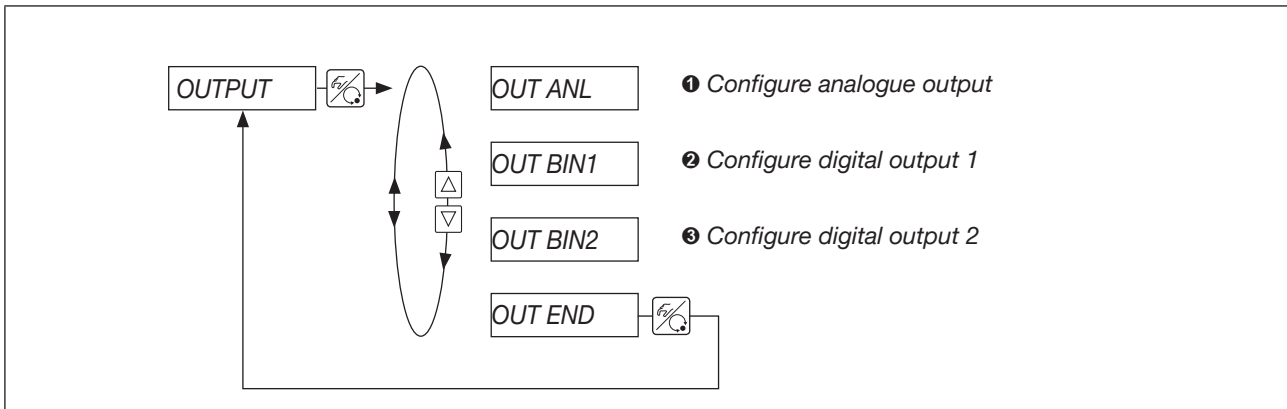 OUTPUT
OUT ANL ❶ Configure analogue output
OUT BIN1 ❷ Configure digital output 1
OUT BIN2 ❸ Configure digital output 2
OUT END